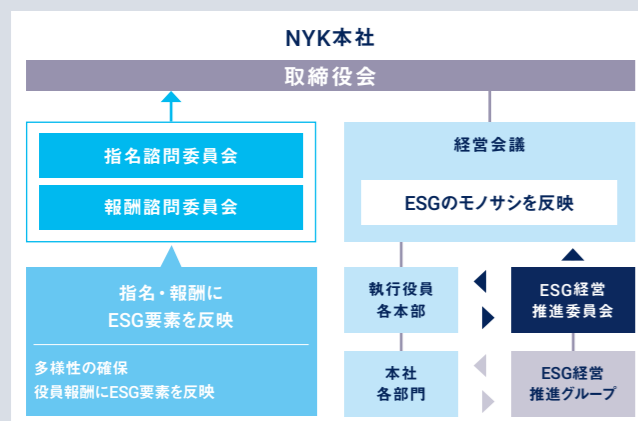 NYK本社
取締役会
指名諮問委員会
報酬諮問委員会
指名・報酬に
ESG要素を反映
多様性の確保
役員報酬にESG要素を反映
経営会議
ESGのモノサシを反映
執行役員
各本部
ESG経営
推進委員会
本社
各部門
ESG経営
推進グループ